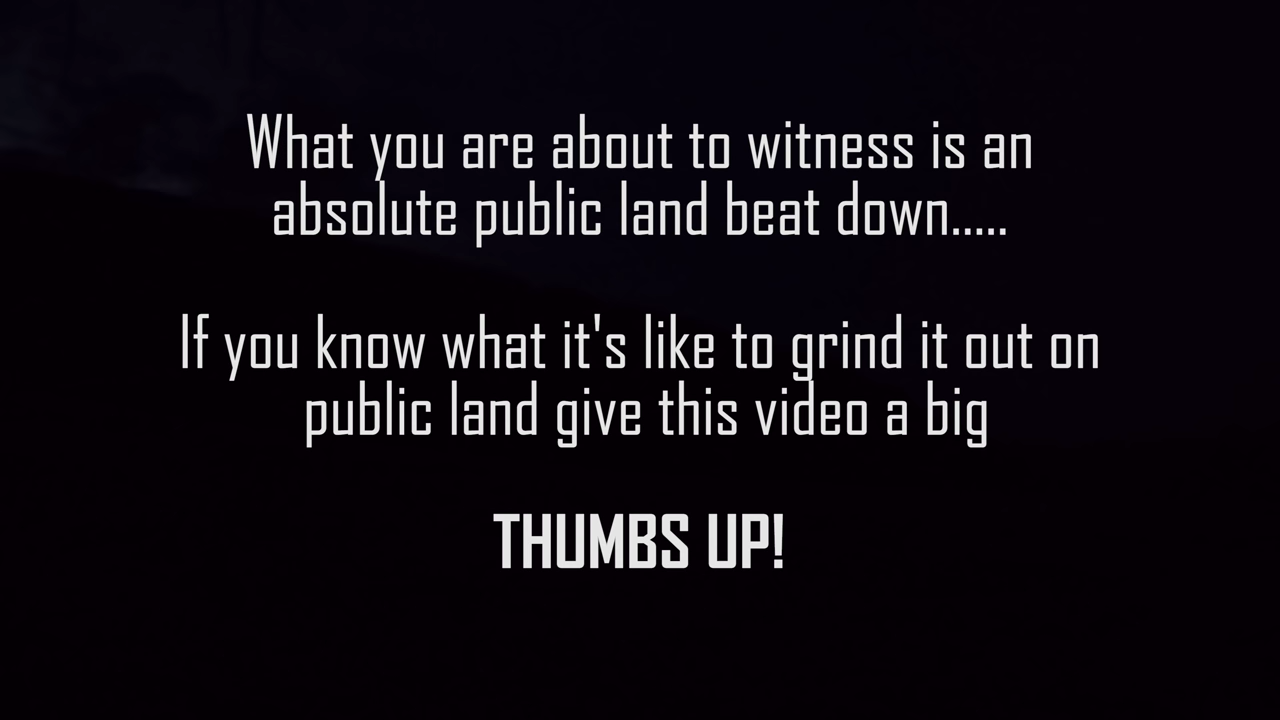 What you are about to witness is an
absolute public land beat down.....
If you know what it's like to grind it out on
public land give this video a big
THUMBS UP!